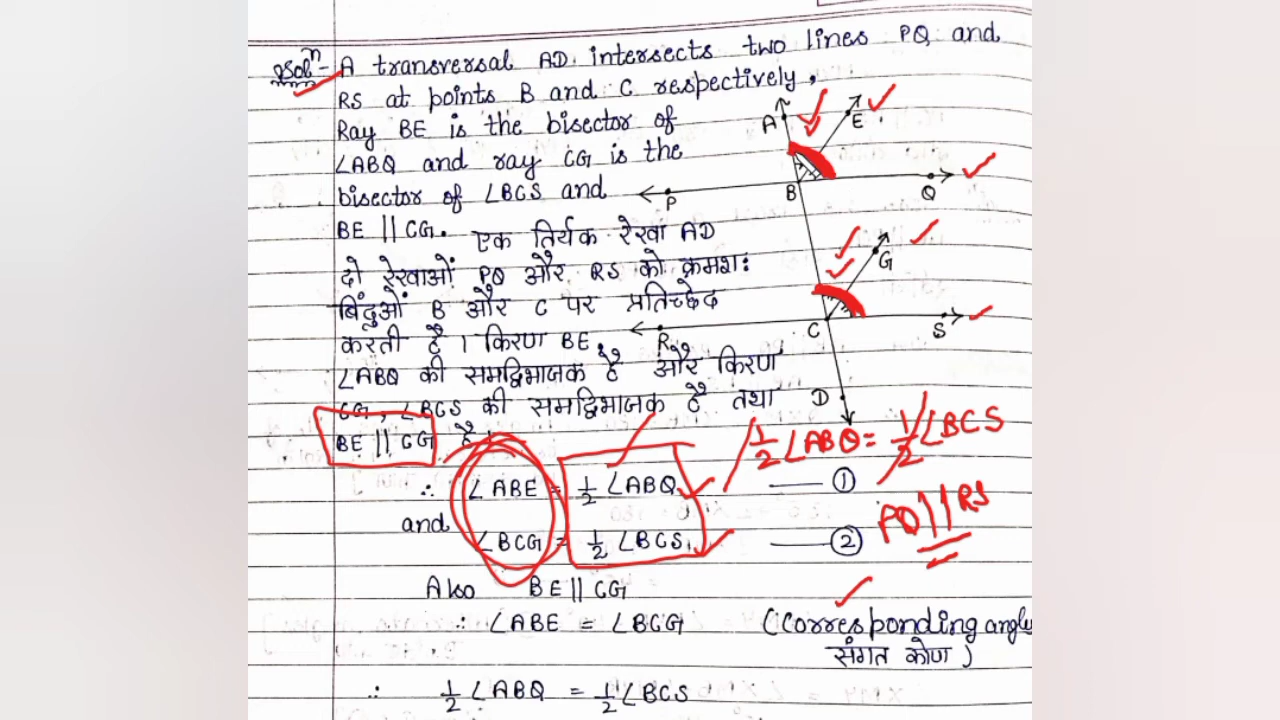 Solⁿ- A transversal AD intersects two lines PQ and
RS at points B and C respectively,
Ray BE is the bisector of
∠ABQ and ray CG is the
bisector of ∠BCS and
BE || CG. एक तिर्यक रेखा AD
दो रेखाओं PQ और RS को क्रमशः
बिंदुओं B और C पर प्रतिच्छेद
करती है । किरण BE,
∠ABQ की समद्विभाजक है और किरण
CG, ∠BCS की समद्विभाजक है तथा
BE || CG है।
A E
P B Q
G
R C S
D
½ ∠ABQ = ½ ∠BCS
∴ ∠ABE = ½ ∠ABQ —— ①
PQ || RS
and ∠BCG = ½ ∠BCS —— ②
Also BE || CG
∴ ∠ABE = ∠BCG (Corresponding angle
संगत कोण)
∴ ½ ∠ABQ = ½ ∠BCS